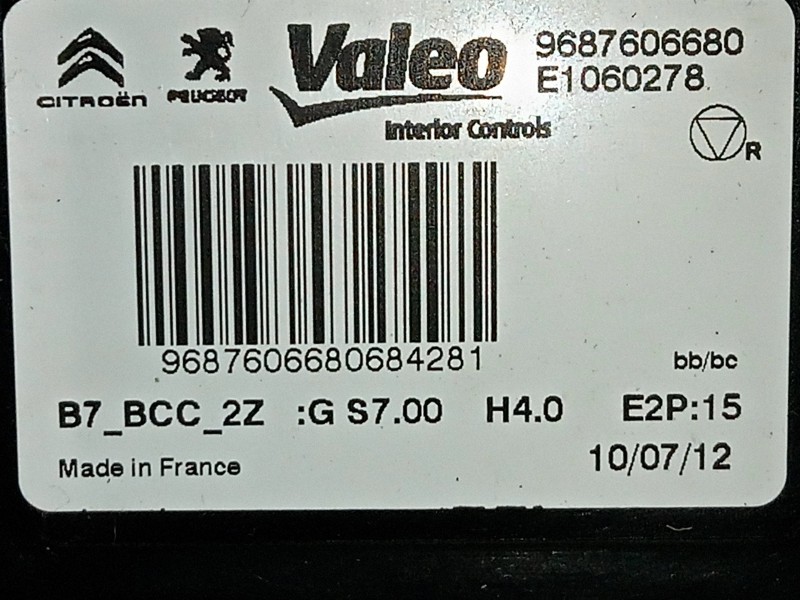 CITROËN PEUGEOT Valeo 9687606680
E1060278
Interior Controls
R
9687606680684281
bb/bc
B7_BCC_2Z :G S7.00 H4.0 E2P:15
Made in France 10/07/12